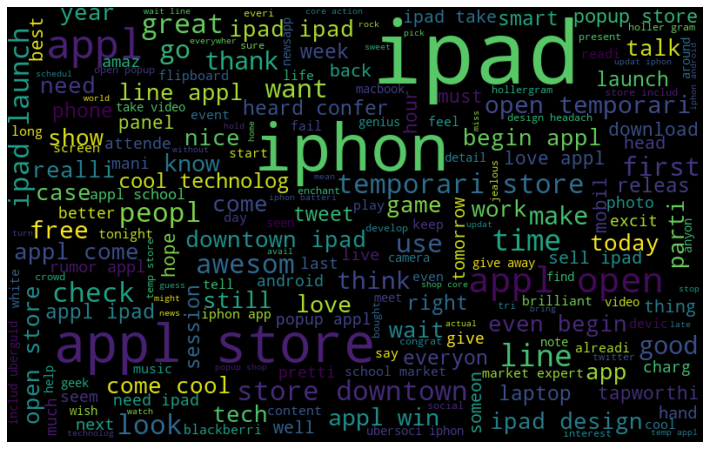 ipad
iphon
appl store
appl open
appl
temporari store
store downtown
ipad launch
ipad design
line
time
peopl
year
great
go
thank
ipad ipad
popup store
smart
ipad take
talk
best
need
amaz
flipboard
week
want
line appl
heard confer
back
life
open popup
newsapp
wait line
everi
core action
rock
sure
everywher
sweet
pick
macbook
present
holler gram
hollergram
readi
around
updat iphon
iphon android
schedul
world
phone
take video
event
hour
must
launch
open temporari
store includ
design headach
panel
fail
genius
feel
miss
download
long
show
screen
attende
mani
nice
start
begin appl
detail
love appl
head
hold
home
without
mean
realli
know
first
releas
case
appl school
cool technolog
enchant
iphon batteri
jealous
mobil
photo
excit
parti
anyon
better
come
tweet
game
play
work
make
day
seen
develop
keep
updat
free
tonight
hope
downtown ipad
use
tomorrow
today
turn
appl come
temp store
avail
live
camera
give away
sell ipad
find
stop
rumor appl
crowd
guess
awesom
last
android
think
even
shop core
brilliant
video
thing
white
check
might
tell
still
session
love
right
meet
tri
bring
devic
late
appl ipad
news
iphon app
popup appl
bought
congrat
actual
note
twitter
even begin
good
open store
includ uberguid
music
wait
everyon
give
alreadi
say
app
charg
geek
help
come cool
popup shop
pretti
school market
market expert
someon
laptop
tapworthi
much
seem
wish
need ipad
watch
tech
content
appl win
social
hand
next
look
blackberri
well
ubersoci iphon
interest
cool
technolog
temp appl